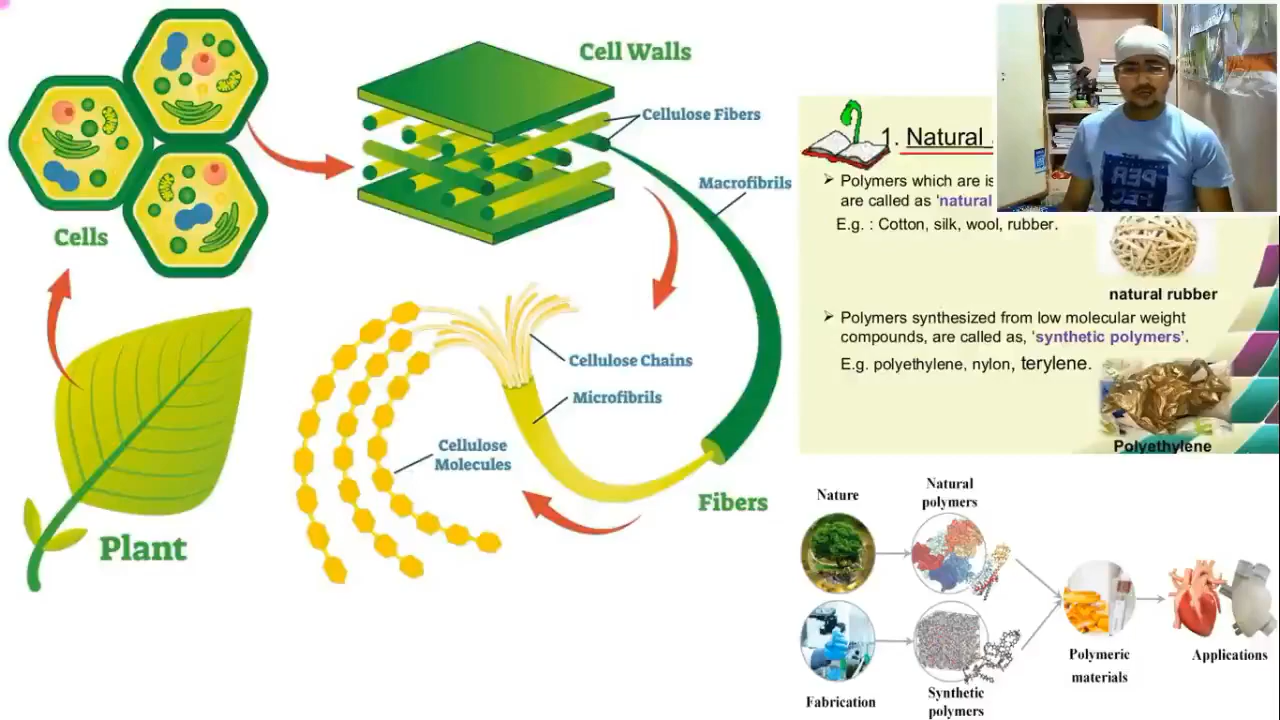 Cell Walls
Cellulose Fibers
Macrofibrils
Cells
Cellulose Chains
Microfibrils
Cellulose
Molecules
Fibers
Plant
1. Natural
➢ Polymers which are is
are called as 'natural
E.g. : Cotton, silk, wool, rubber.
natural rubber
➢ Polymers synthesized from low molecular weight
compounds, are called as, 'synthetic polymers'.
E.g. polyethylene, nylon, terylene.
Polyethylene
Nature
Natural
polymers
Polymeric
materials
Applications
Fabrication
Synthetic
polymers